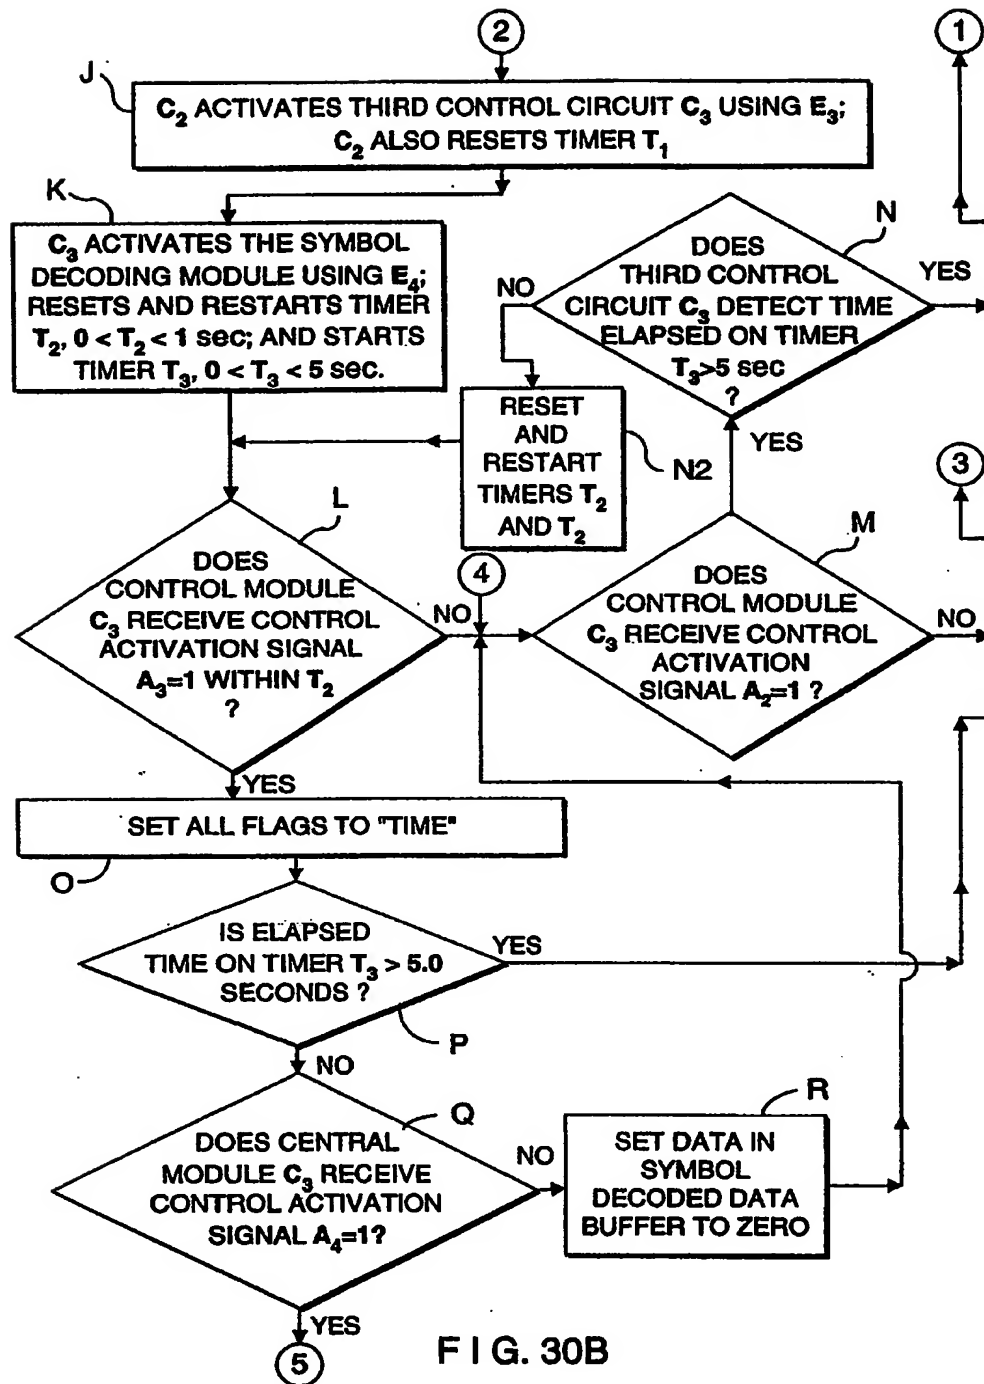 2
1
J
C₂ ACTIVATES THIRD CONTROL CIRCUIT C₃ USING E₃;
C₂ ALSO RESETS TIMER T₁
K
C₃ ACTIVATES THE SYMBOL
DECODING MODULE USING E₄;
RESETS AND RESTARTS TIMER
T₂, 0 < T₂ < 1 sec; AND STARTS
TIMER T₃, 0 < T₃ < 5 sec.
N
DOES
THIRD CONTROL
CIRCUIT C₃ DETECT TIME
ELAPSED ON TIMER
T₃>5 sec
?
NO
YES
RESET
AND
RESTART
TIMERS T₂
AND T₂
N2
YES
3
L
DOES
CONTROL MODULE
C₃ RECEIVE CONTROL
ACTIVATION SIGNAL
A₃=1 WITHIN T₂
?
NO
4
M
DOES
CONTROL MODULE
C₃ RECEIVE CONTROL
ACTIVATION
SIGNAL A₂=1 ?
NO
YES
SET ALL FLAGS TO "TIME"
O
IS ELAPSED
TIME ON TIMER T₃ > 5.0
SECONDS ?
YES
P
NO
Q
DOES CENTRAL
MODULE C₃ RECEIVE
CONTROL ACTIVATION
SIGNAL A₄=1?
NO
R
SET DATA IN
SYMBOL
DECODED DATA
BUFFER TO ZERO
YES
5
F I G. 30B